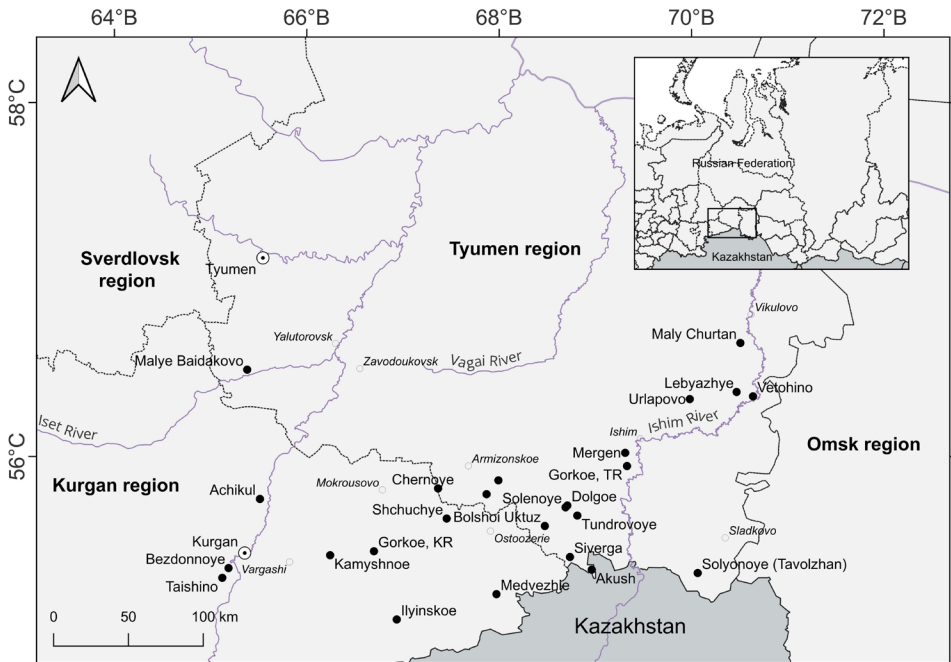 64°B 66°B 68°B 70°B 72°B
58°C
Russian Federation
Kazakhstan
Tyumen region
Sverdlovsk
region
Tyumen
Vikulovo
Yalutorovsk
Maly Churtan
Malye Baidakovo
Zavodoukovsk
Vagai River
Lebyazhye
Vetohino
Urlapovo
Iset River
Ishim River
Ishim
Omsk region
56°C
Mergen
Armizonskoe
Gorkoe, TR
Kurgan region
Mokrousovo
Chernoye
Achikul
Solenoye
Dolgoe
Shchuchye
Bolshoi Uktuz
Tundrovoye
Sladkovo
Ostoozerie
Kurgan
Gorkoe, KR
Siverga
Bezdonnoye
Vargashi
Kamyshnoe
Solyonoye (Tavolzhan)
Akush
Taishino
Medvezhie
Ilyinskoe
0 50 100 km
Kazakhstan